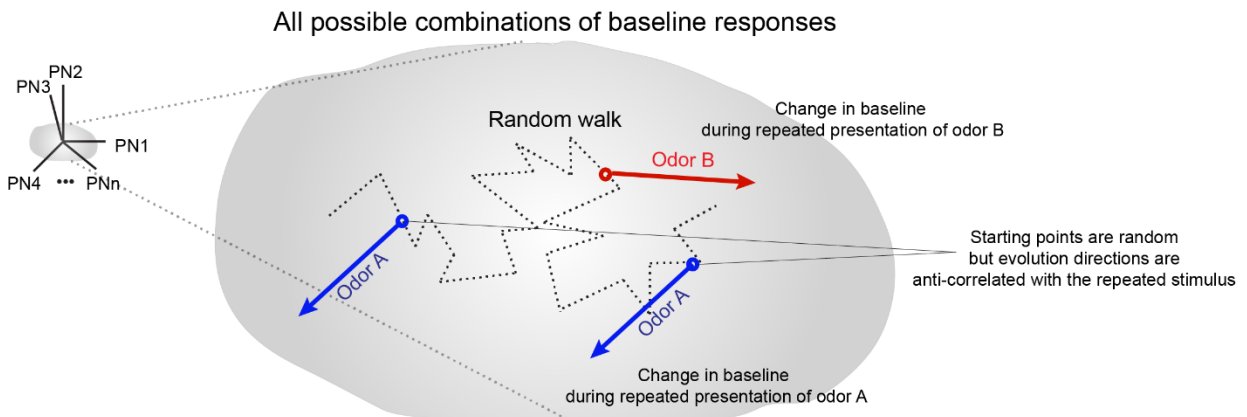 All possible combinations of baseline responses
PN2
PN3
PN1
PN4 ••• PNn
Random walk
Change in baseline
during repeated presentation of odor B
Odor B
Odor A
Starting points are random
but evolution directions are
anti-correlated with the repeated stimulus
Odor A
Change in baseline
during repeated presentation of odor A